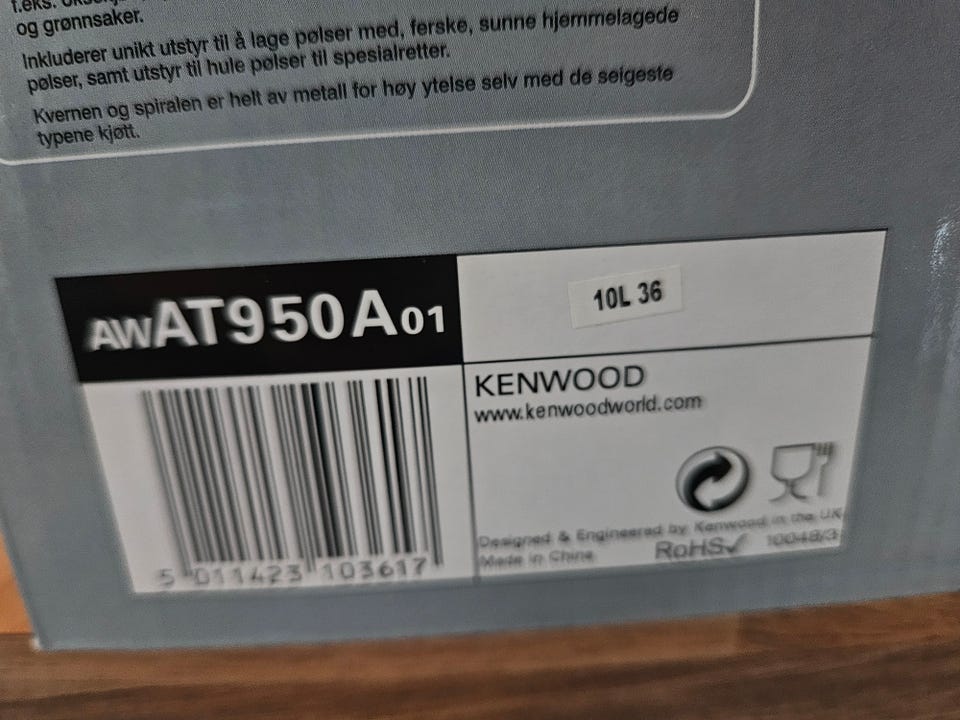 f.eks.
og grønnsaker.
Inkluderer unikt utstyr til å lage pølser med, ferske, sunne hjemmelagede
pølser, samt utstyr til hule pølser til spesialretter.
Kvernen og spiralen er helt av metall for høy ytelse selv med de seigeste
typene kjøtt.
AWAT950A01
10L 36
KENWOOD
www.kenwoodworld.com
Designed & Engineered by Kenwood in the UK
Made in China
RoHS✓ 10048/3
5 011423 103617